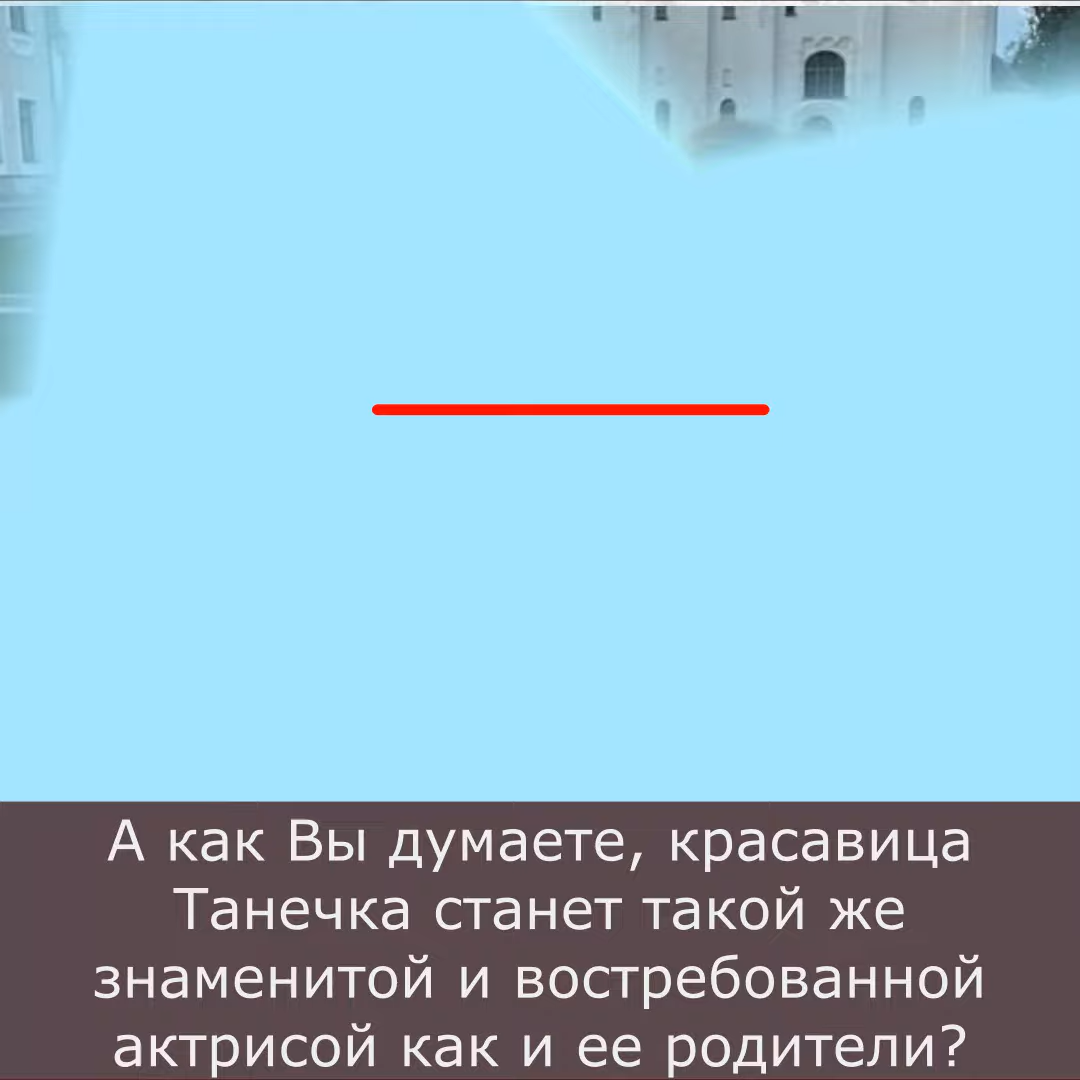 А как Вы думаете, красавица
Танечка станет такой же
знаменитой и востребованной
актрисой как и ее родители?